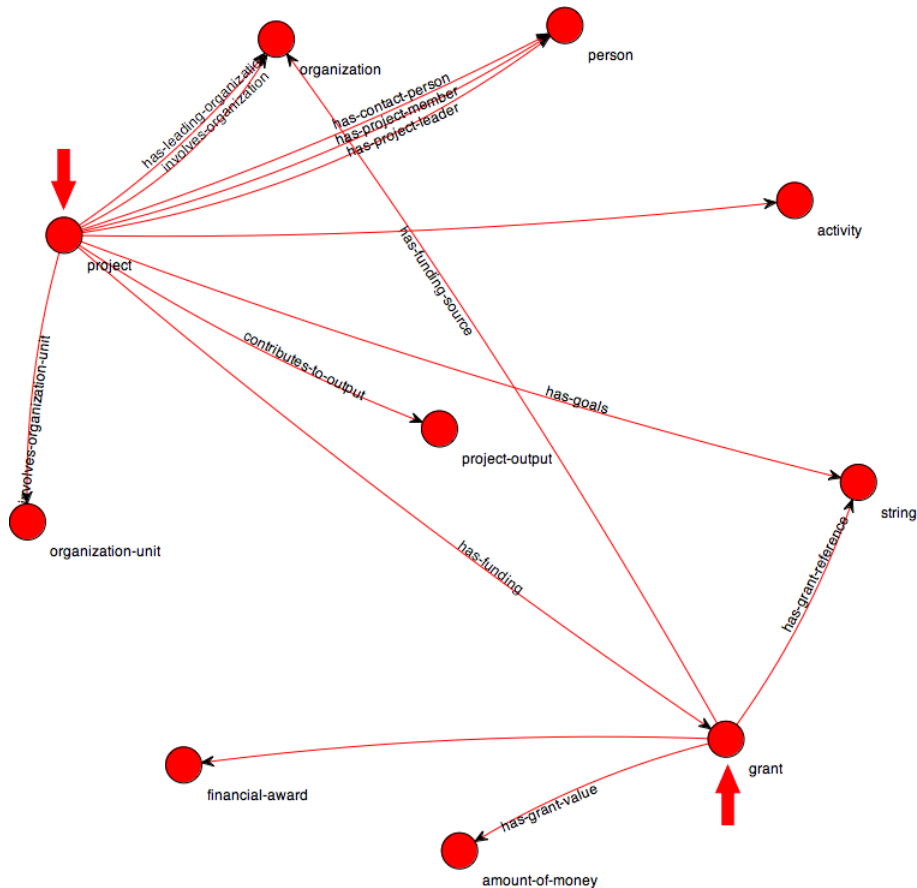 person
organization
has-leading-organization
involves-organization
has-contact-person
has-project-member
has-project-leader
activity
project
has-funding-source
involves-organization-unit
contributes-to-output
has-goals
project-output
string
organization-unit
has-funding
has-grant-reference
grant
financial-award
has-grant-value
amount-of-money